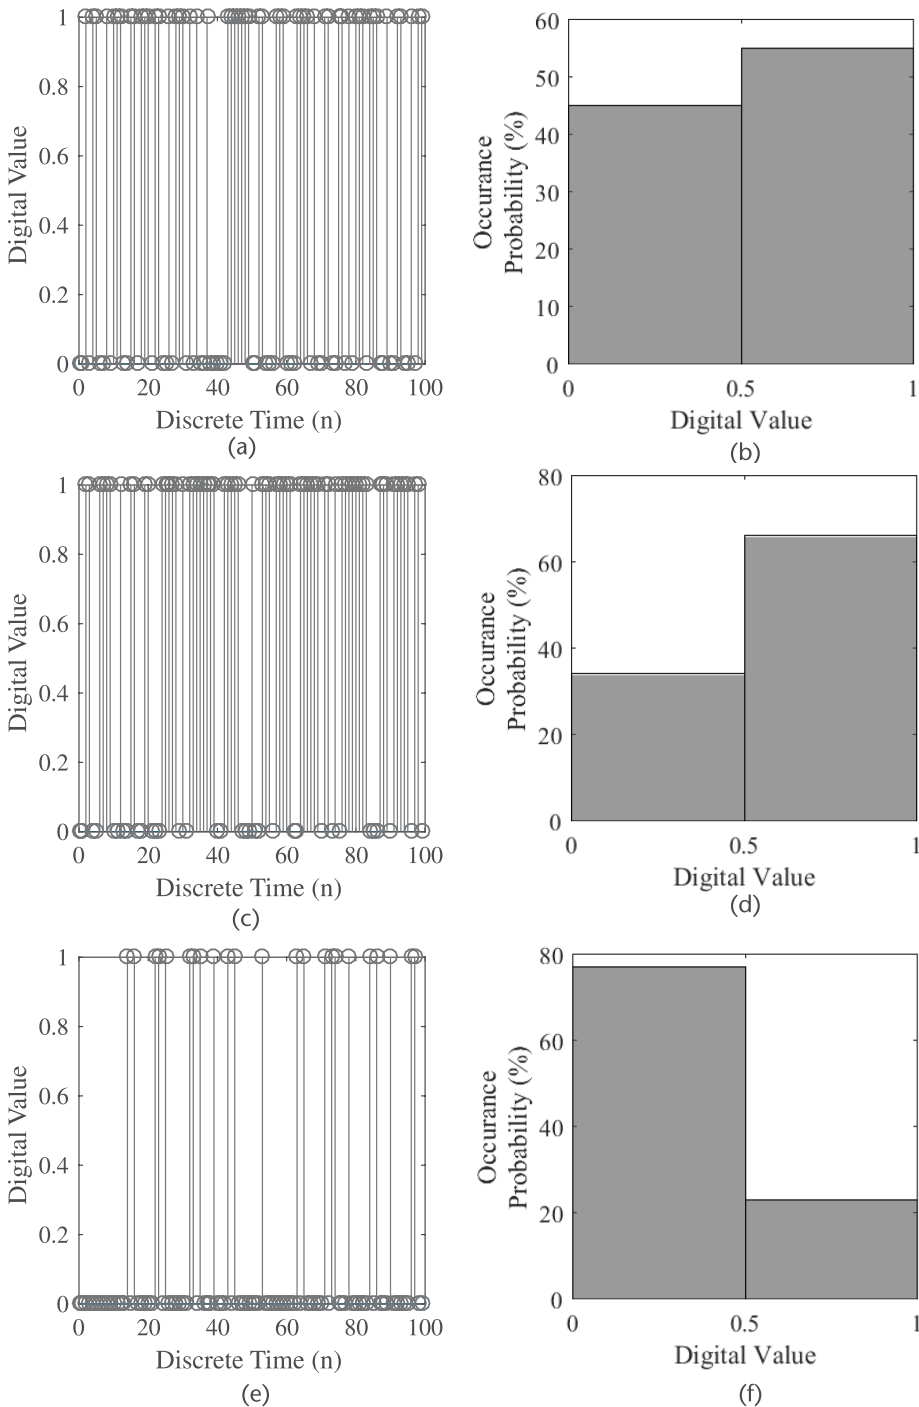 1
0.8
0.6
0.4
0.2
0
0 20 40 60 80 100
Digital Value
Discrete Time (n)
(a)
60
50
40
30
20
10
0
0 0.5 1
Occurance
Probability (%)
Digital Value
(b)
1
0.8
0.6
0.4
0.2
0
0 20 40 60 80 100
Digital Value
Discrete Time (n)
(c)
80
60
40
20
0
0 0.5 1
Occurance
Probability (%)
Digital Value
(d)
1
0.8
0.6
0.4
0.2
0
0 20 40 60 80 100
Digital Value
Discrete Time (n)
(e)
80
60
40
20
0
0 0.5 1
Occurance
Probability (%)
Digital Value
(f)